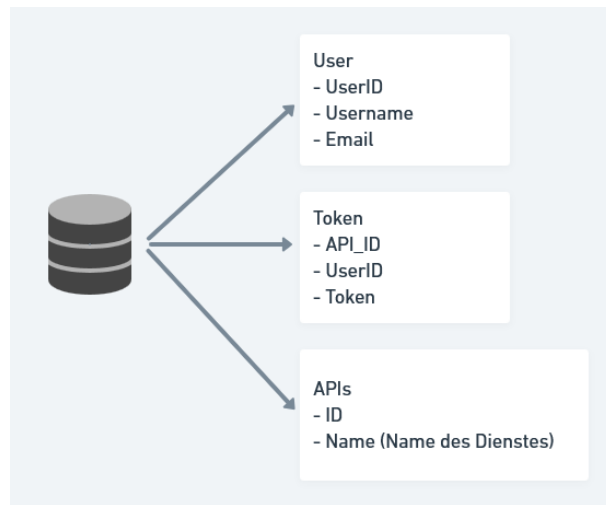 User
- UserID
- Username
- Email
Token
- API_ID
- UserID
- Token
APIs
- ID
- Name (Name des Dienstes)